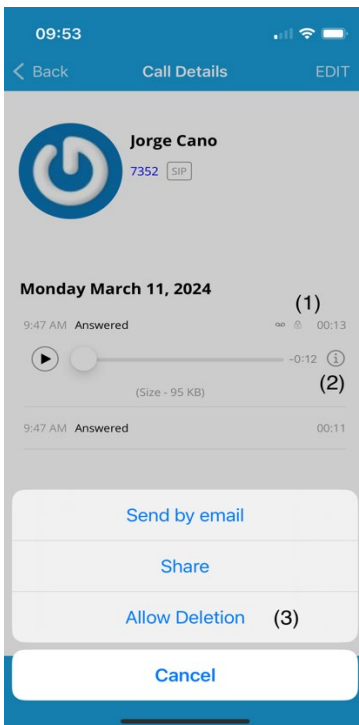 09:53
Back Call Details EDIT
Jorge Cano
7352 SIP
Monday March 11, 2024
(1)
9:47 AM Answered 00:13
-0:12
(2)
(Size - 95 KB)
9:47 AM Answered 00:11
Send by email
Share
Allow Deletion (3)
Cancel